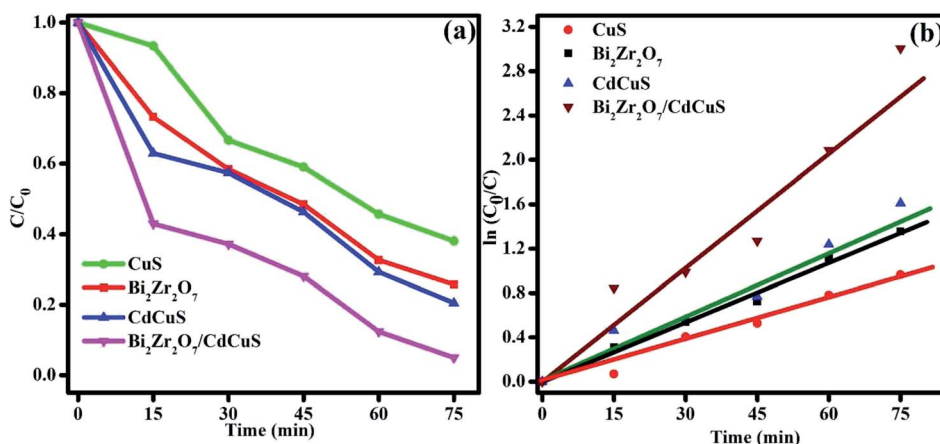 (a)
C/C₀
1.0
0.8
0.6
0.4
0.2
0.0
CuS
Bi₂Zr₂O₇
CdCuS
Bi₂Zr₂O₇/CdCuS
0 15 30 45 60 75
Time (min)
(b)
ln (C₀/C)
3.2
2.8
2.4
2.0
1.6
1.2
0.8
0.4
0.0
CuS
Bi₂Zr₂O₇
CdCuS
Bi₂Zr₂O₇/CdCuS
0 15 30 45 60 75
Time (min)